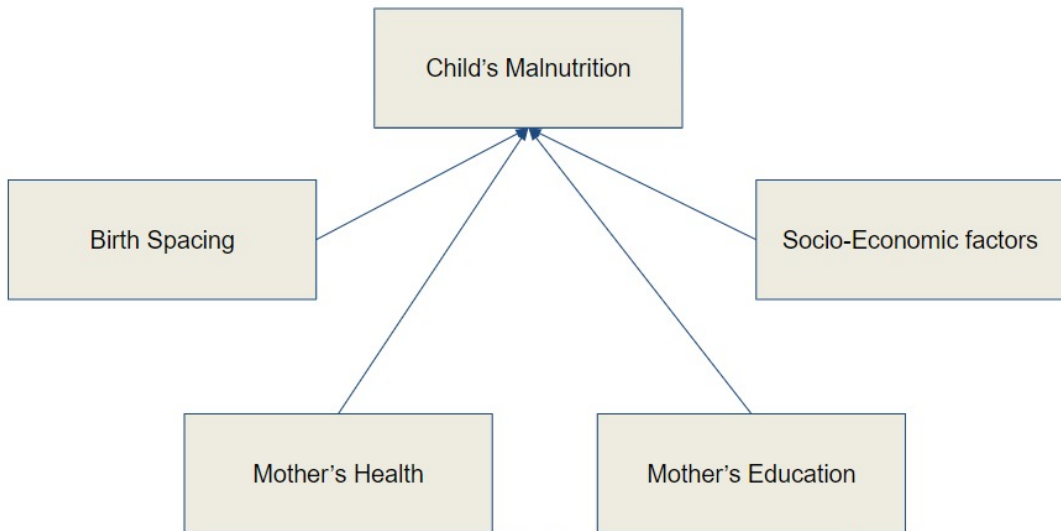 Child’s Malnutrition
Birth Spacing
Socio-Economic factors
Mother’s Health
Mother’s Education